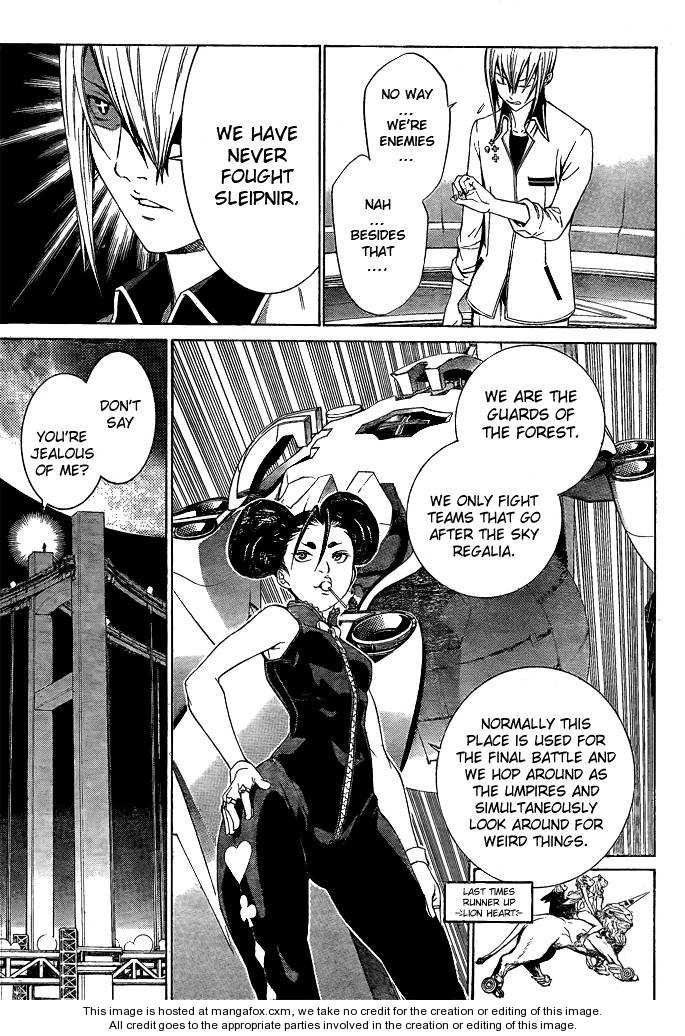 NO WAY
...
WE'RE
ENEMIES
...
NAH
...
BESIDES
THAT
....
WE HAVE
NEVER
FOUGHT
SLEIPNIR.
WE ARE THE
GUARDS OF
THE FOREST.
WE ONLY FIGHT
TEAMS THAT GO
AFTER THE SKY
REGALIA.
NORMALLY THIS
PLACE IS USED FOR
THE FINAL BATTLE AND
WE HOP AROUND AS
THE UMPIRES AND
SIMULTANEOUSLY
LOOK AROUND FOR
WEIRD THINGS.
LAST TIMES
RUNNER UP
-LION HEART-
DON'T
SAY
YOU'RE
JEALOUS
OF ME?
This image is hosted at mangafox.cxm, we take no credit for the creation or editing of this image.
All credit goes to the appropriate parties involved in the creation or editing of this image.